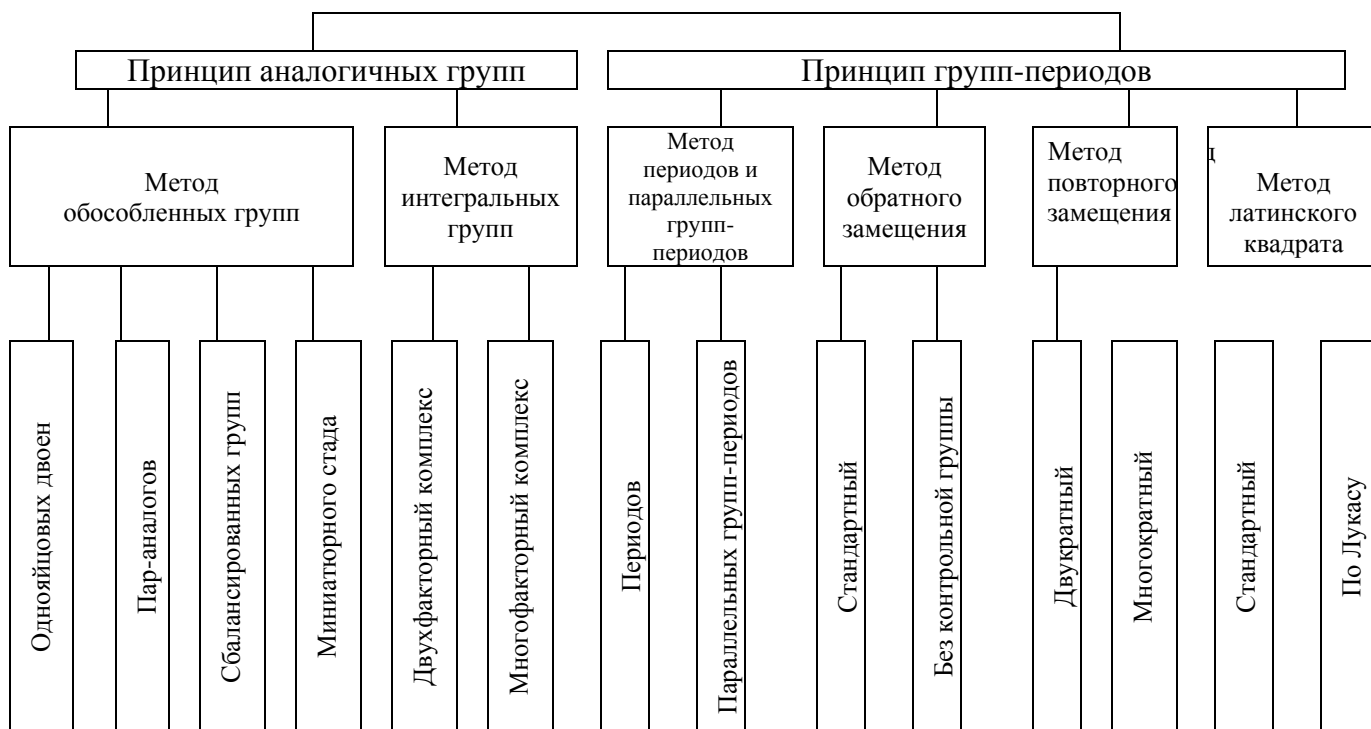 Принцип аналогичных групп
Принцип групп-периодов
Метод
обособленных групп
Метод
интегральных
групп
Метод
периодов и
параллельных
групп-
периодов
Метод
обратного
замещения
Метод
повторного
замещения
Метод
латинского
квадрата
Однояйцовых двоен
Пар-аналогов
Сбалансированных групп
Миниатюрного стада
Двухфакторный комплекс
Многофакторный комплекс
Периодов
Параллельных групп-периодов
Стандартный
Без контрольной группы
Двукратный
Многократный
Стандартный
По Лукасу